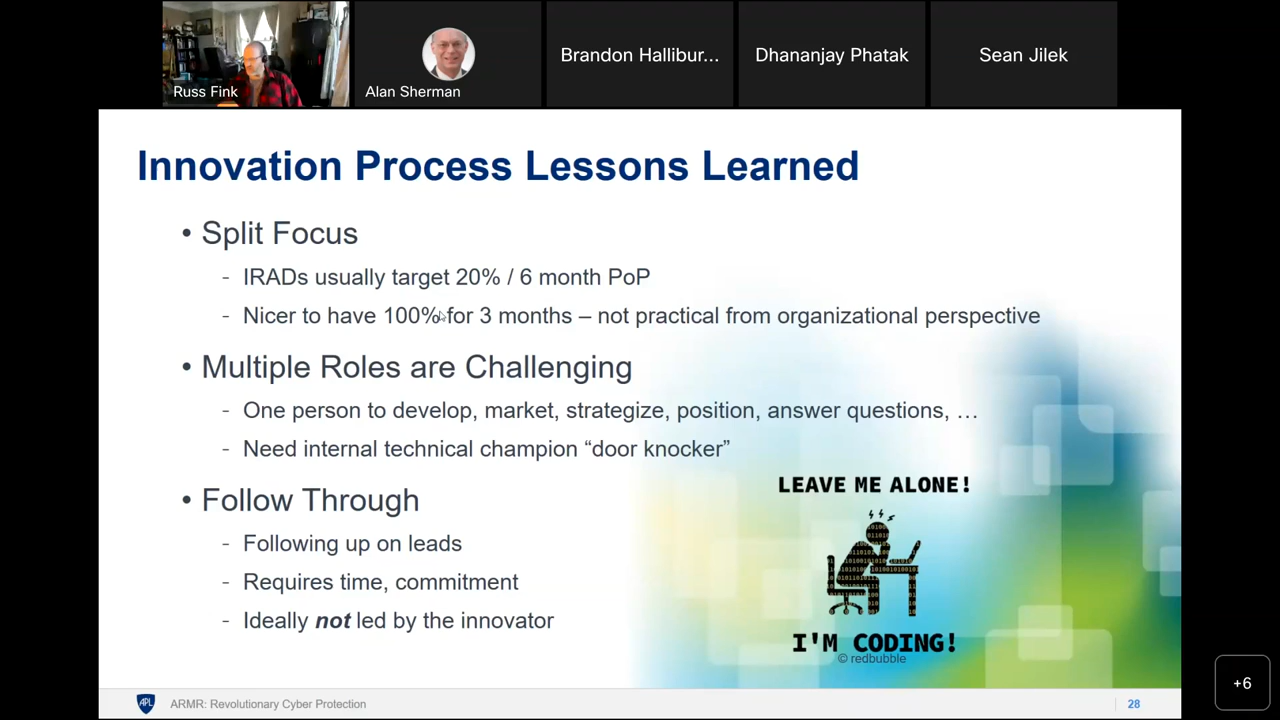 Russ Fink
Alan Sherman
Brandon Hallibur...
Dhananjay Phatak
Sean Jilek
Innovation Process Lessons Learned
• Split Focus
- IRADs usually target 20% / 6 month PoP
- Nicer to have 100% for 3 months – not practical from organizational perspective
• Multiple Roles are Challenging
- One person to develop, market, strategize, position, answer questions, …
- Need internal technical champion “door knocker”
• Follow Through
- Following up on leads
- Requires time, commitment
- Ideally not led by the innovator
LEAVE ME ALONE!
I'M CODING!
© redbubble
APL
ARMR: Revolutionary Cyber Protection
28
+6